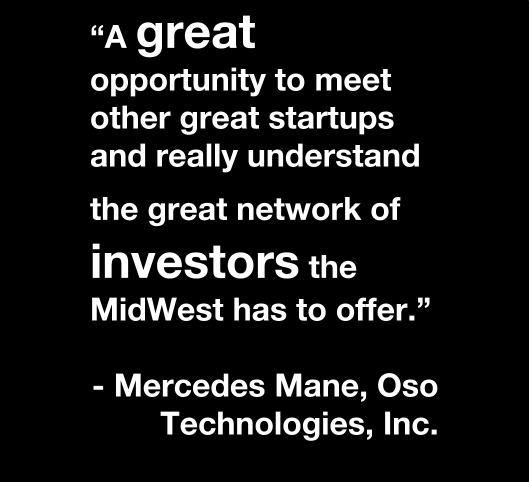 “A great
opportunity to meet
other great startups
and really understand
the great network of
investors the
MidWest has to offer.”
- Mercedes Mane, Oso
Technologies, Inc.